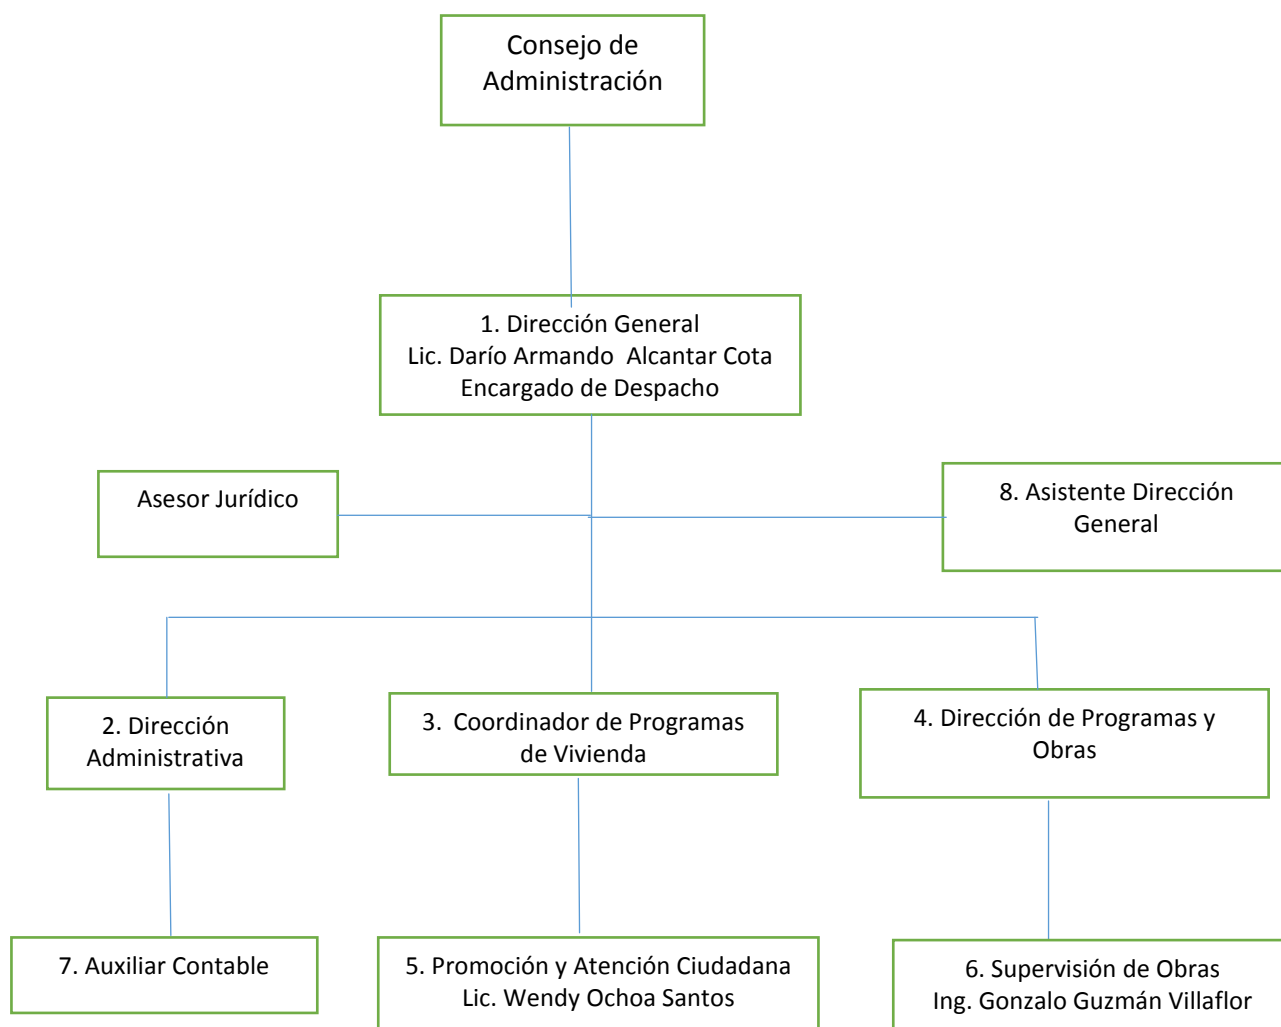 Consejo de
Administración
1. Dirección General
Lic. Darío Armando  Alcantar Cota
Encargado de Despacho
Asesor Jurídico
8. Asistente Dirección
General
2. Dirección
Administrativa
3.  Coordinador de Programas
de Vivienda
4. Dirección de Programas y
Obras
7. Auxiliar Contable
5. Promoción y Atención Ciudadana
Lic. Wendy Ochoa Santos
6. Supervisión de Obras
Ing. Gonzalo Guzmán Villaflor